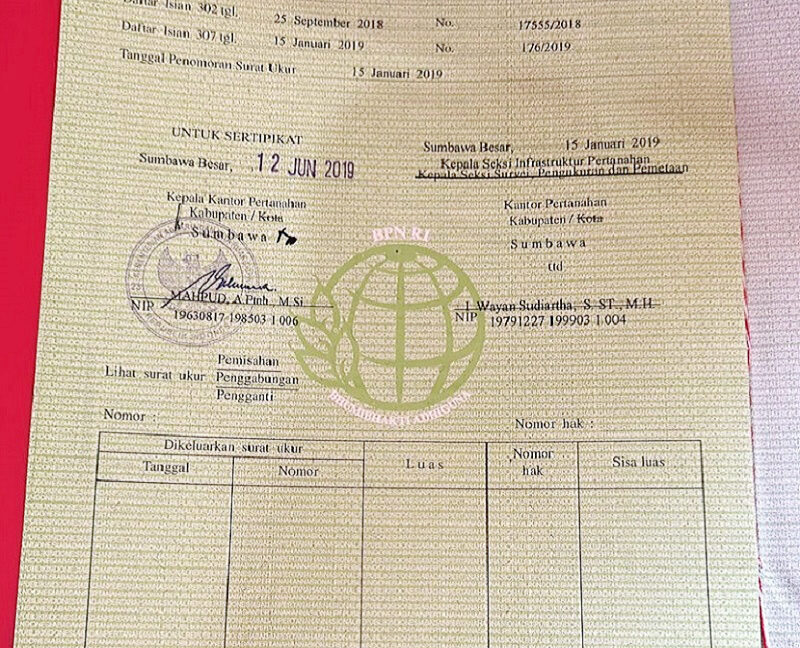 Daftar Isian 302 tgl. 25 September 2018 No. 17555/2018
Daftar Isian 307 tgl. 15 Januari 2019 No. 176/2019
Tanggal Penomoran Surat Ukur 15 Januari 2019
UNTUK SERTIPIKAT
Sumbawa Besar, 12 JUN 2019
Kepala Kantor Pertanahan
Kabupaten / Kota
Sumbawa
MAHPUD, A.Ptnh., M.Si
NIP 19630817 198503 1 006
Sumbawa Besar, 15 Januari 2019
Kepala Seksi Infrastruktur Pertanahan
Kepala Seksi Survei, Pengukuran dan Pemetaan
Kantor Pertanahan
Kabupaten / Kota
Sumbawa
ttd
I Wayan Sudiartha, S. ST., M.H.
NIP 19791227 199903 1 004
BPN RI
BHUMIBHAKTI ADHIGUNA
Pemisahan
Lihat surat ukur Penggabungan
Pengganti
Nomor :
Nomor hak :
Dikeluarkan surat ukur
Tanggal Nomor Luas Nomor hak Sisa luas